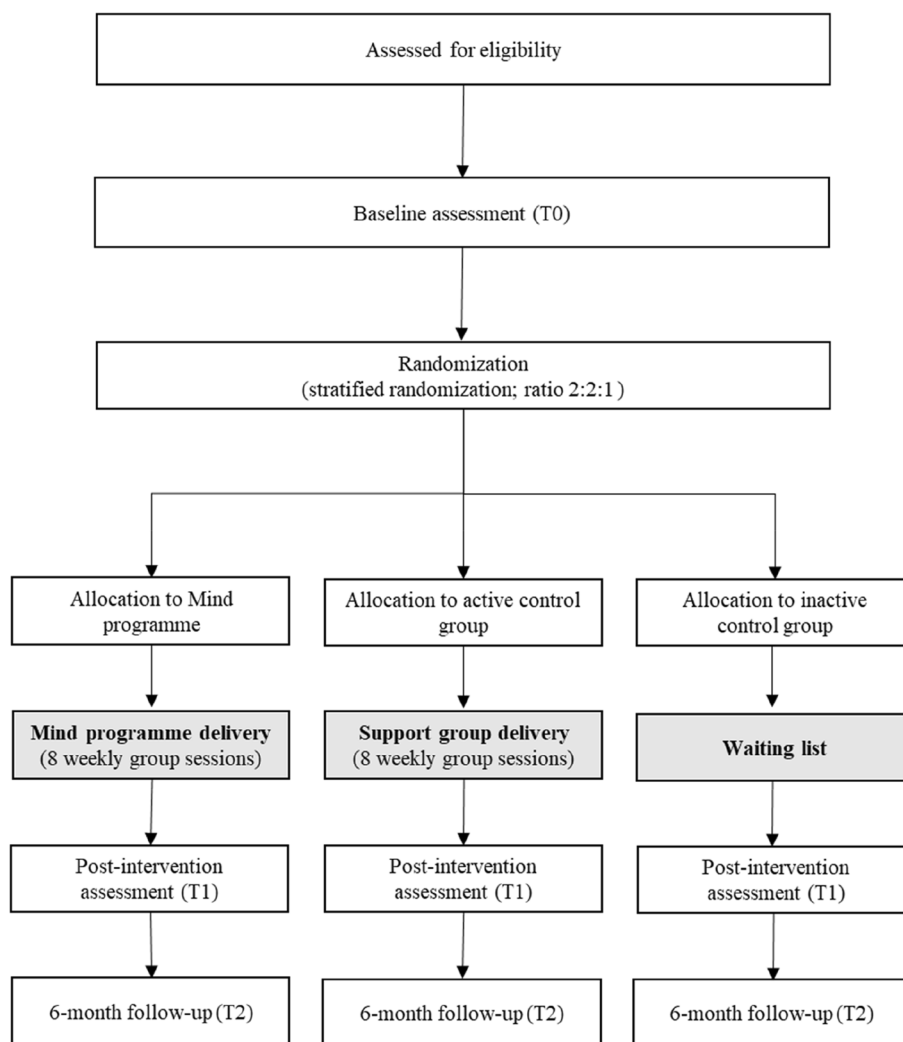 Assessed for eligibility
Baseline assessment (T0)
Randomization
(stratified randomization; ratio 2:2:1)
Allocation to Mind
programme
Allocation to active control
group
Allocation to inactive
control group
Mind programme delivery
(8 weekly group sessions)
Support group delivery
(8 weekly group sessions)
Waiting list
Post-intervention
assessment (T1)
Post-intervention
assessment (T1)
Post-intervention
assessment (T1)
6-month follow-up (T2)
6-month follow-up (T2)
6-month follow-up (T2)